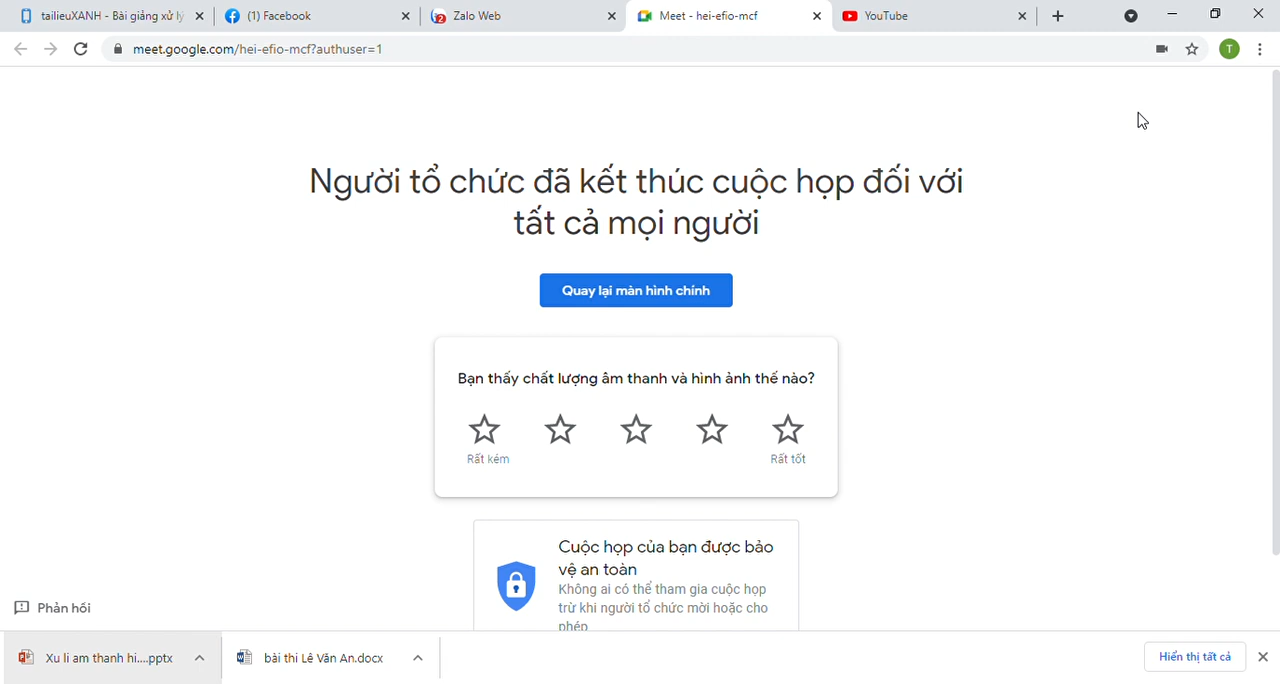 tailieuXANH - Bài giảng xử lý
(1) Facebook
2
Zalo Web
Meet - hei-efio-mcf
YouTube
meet.google.com/hei-efio-mcf?authuser=1
T
Người tổ chức đã kết thúc cuộc họp đối với
tất cả mọi người
Quay lại màn hình chính
Bạn thấy chất lượng âm thanh và hình ảnh thế nào?
Rất kém
Rất tốt
Cuộc họp của bạn được bảo
vệ an toàn
Không ai có thể tham gia cuộc họp
trừ khi người tổ chức mời hoặc cho
phép
Phản hồi
Xu li am thanh hi....pptx
bài thi Lê Văn An.docx
Hiển thị tất cả